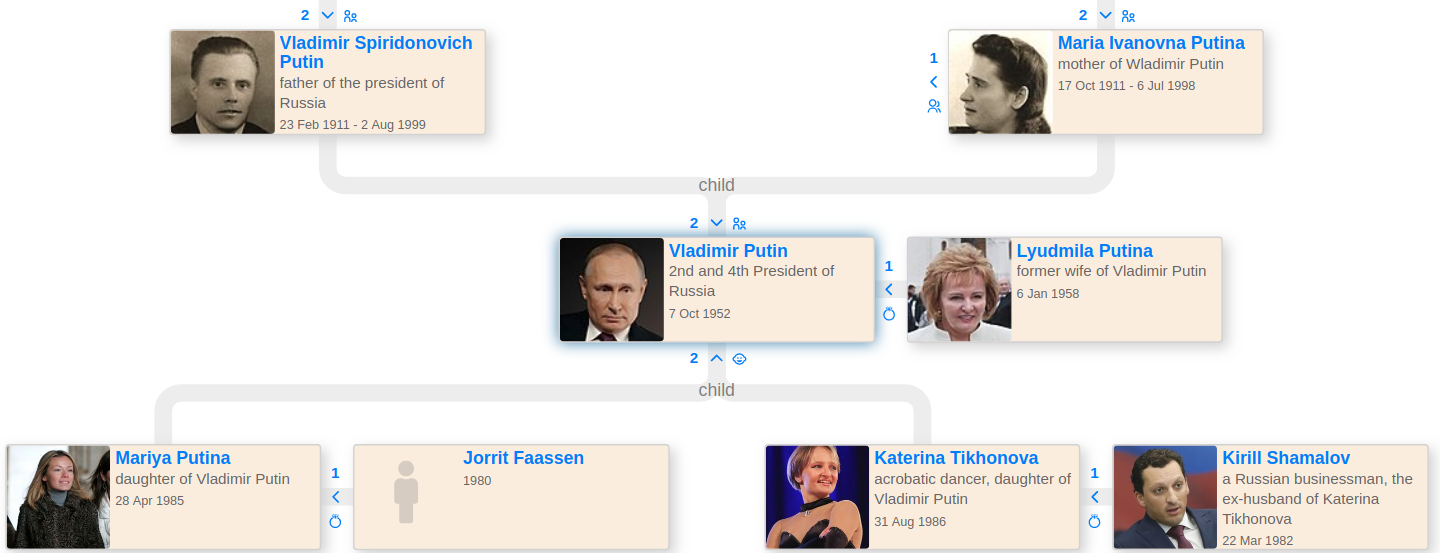 2
2
Vladimir Spiridonovich
Putin
father of the president of
Russia
23 Feb 1911 - 2 Aug 1999
1
Maria Ivanovna Putina
mother of Wladimir Putin
17 Oct 1911 - 6 Jul 1998
child
2
Vladimir Putin
2nd and 4th President of
Russia
7 Oct 1952
1
Lyudmila Putina
former wife of Vladimir Putin
6 Jan 1958
2
child
Mariya Putina
daughter of Vladimir Putin
28 Apr 1985
1
Jorrit Faassen
1980
Katerina Tikhonova
acrobatic dancer, daughter of
Vladimir Putin
31 Aug 1986
1
Kirill Shamalov
a Russian businessman, the
ex-husband of Katerina
Tikhonova
22 Mar 1982